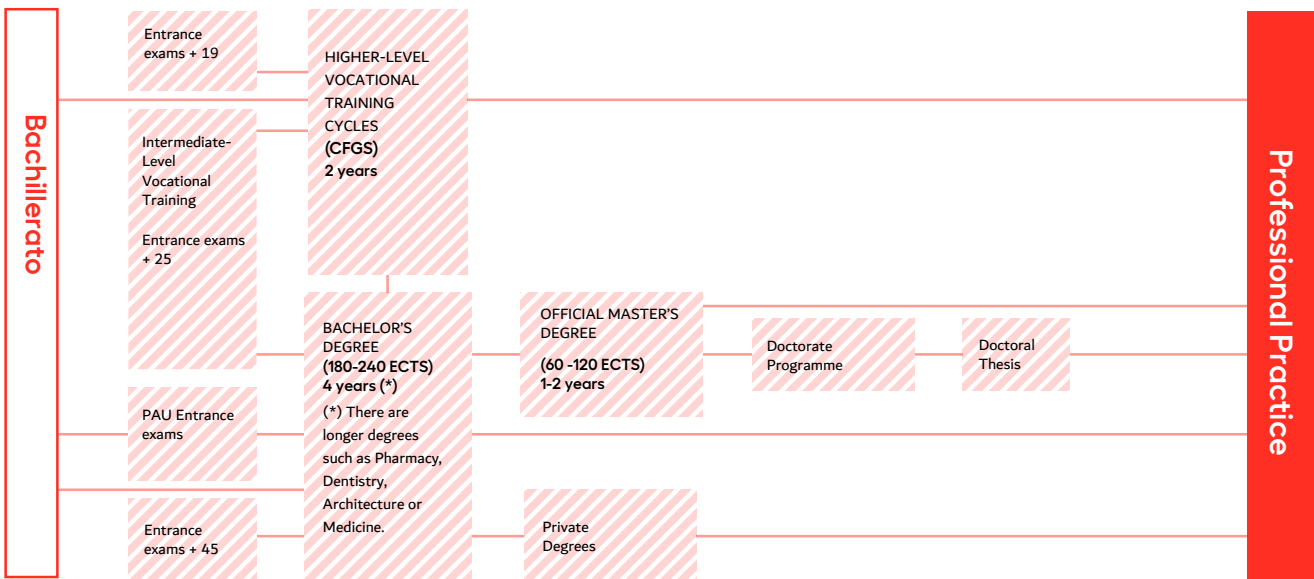 Bachillerato
Entrance
exams + 19
Intermediate-
Level
Vocational
Training
Entrance exams
+ 25
PAU Entrance
exams
Entrance
exams + 45
HIGHER-LEVEL
VOCATIONAL
TRAINING
CYCLES
(CFGS)
2 years
BACHELOR'S
DEGREE
(180-240 ECTS)
4 years (*)
(*) There are
longer degrees
such as Pharmacy,
Dentistry,
Architecture or
Medicine.
OFFICIAL MASTER'S
DEGREE
(60 -120 ECTS)
1-2 years
Private
Degrees
Doctorate
Programme
Doctoral
Thesis
Professional Practice